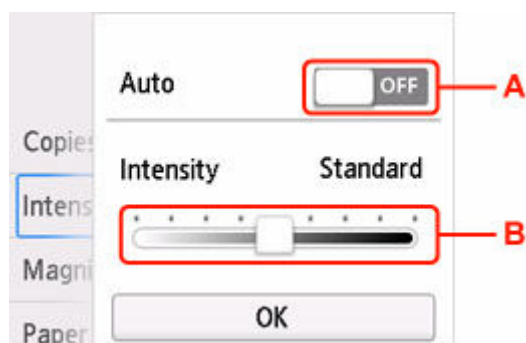 Auto OFF A
Copies
Intensity Standard
Intens
B
Magni
OK
Paper